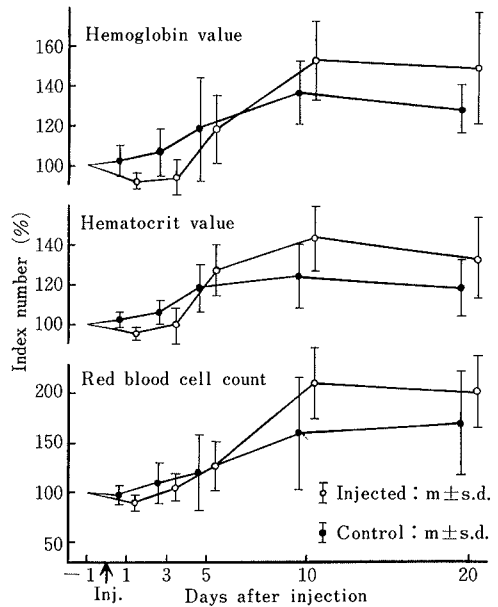 Hemoglobin value
160
140
120
100
Hematocrit value
140
120
100
Index number (%)
Red blood cell count
200
150
100
50
Injected : m±s.d.
Control : m±s.d.
-1 1 3 5 10 20
Inj. Days after injection